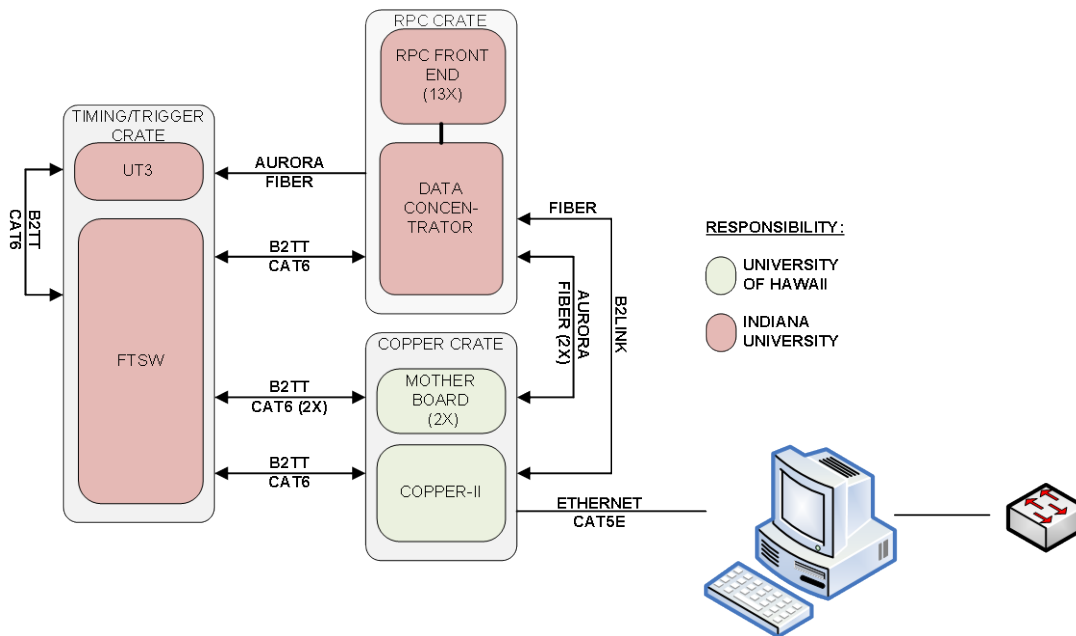 RPC CRATE
RPC FRONT
END
(13X)
TIMING/TRIGGER
CRATE
UT3
AURORA
FIBER
DATA
CONCEN-
TRATOR
FIBER
B2TT
CAT6
B2TT
CAT6
RESPONSIBILITY:
UNIVERSITY
OF HAWAII
INDIANA
UNIVERSITY
AURORA
FIBER (2X)
B2LINK
FTSW
COPPER CRATE
MOTHER
BOARD
(2X)
B2TT
CAT6 (2X)
B2TT
CAT6
COPPER-II
ETHERNET
CAT5E